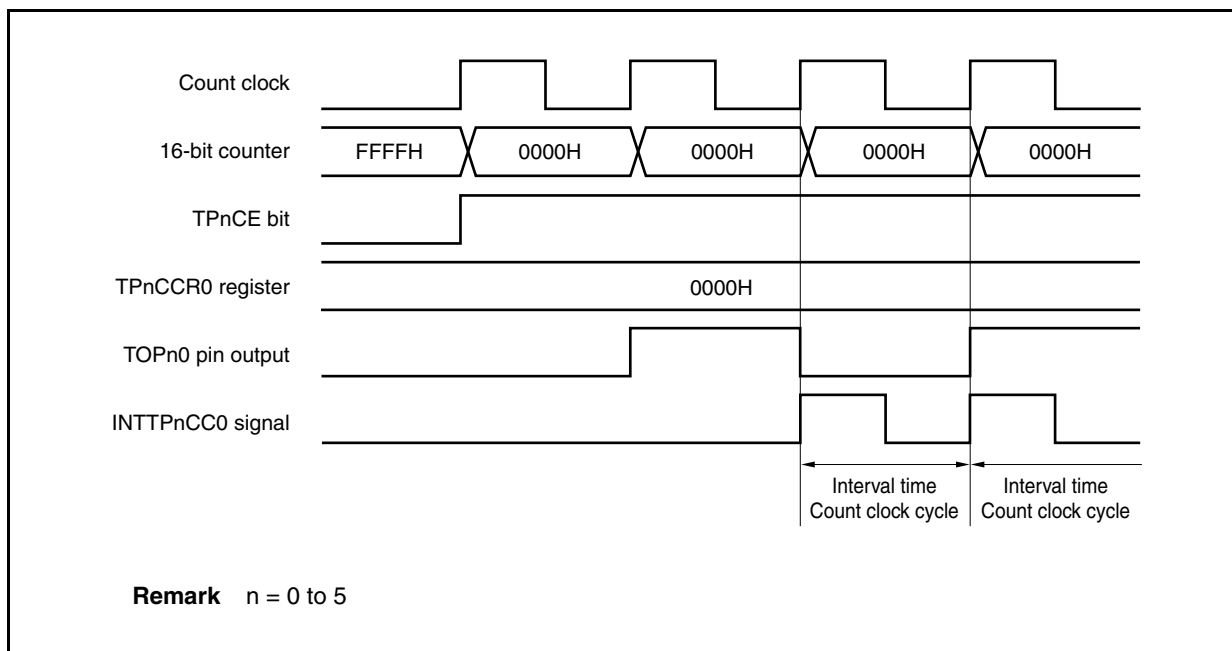 Count clock
16-bit counter FFFFH 0000H 0000H 0000H 0000H
TPnCE bit
TPnCCR0 register 0000H
TOPn0 pin output
INTTPnCC0 signal
Interval time Interval time
Count clock cycle Count clock cycle
Remark n = 0 to 5